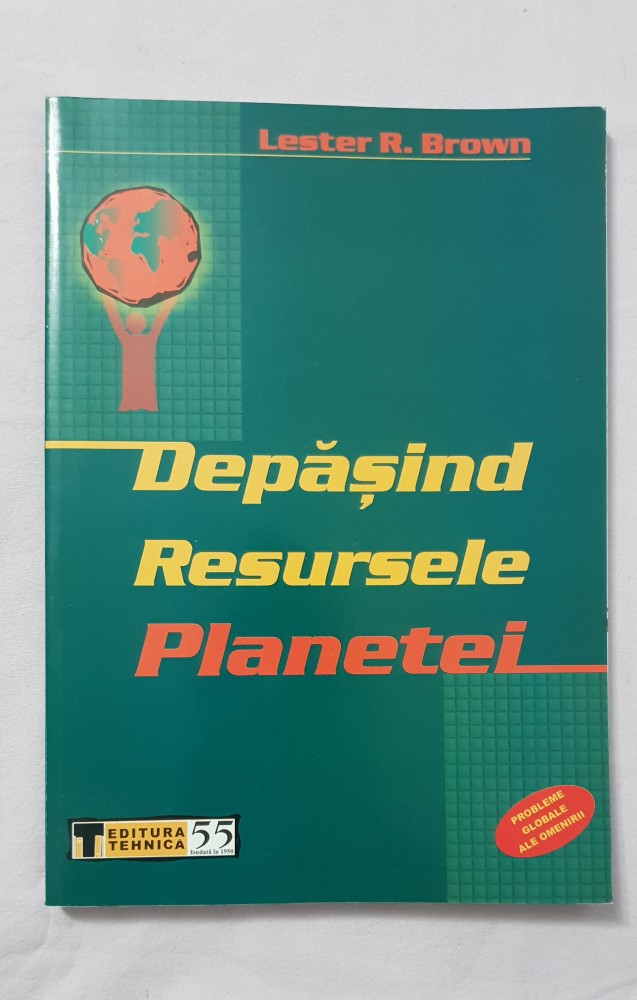 Lester R. Brown
Depășind
Resursele
Planetei
PROBLEME
GLOBALE
ALE OMENIRII
T EDITURA
TEHNICA
55
fondată în 1950